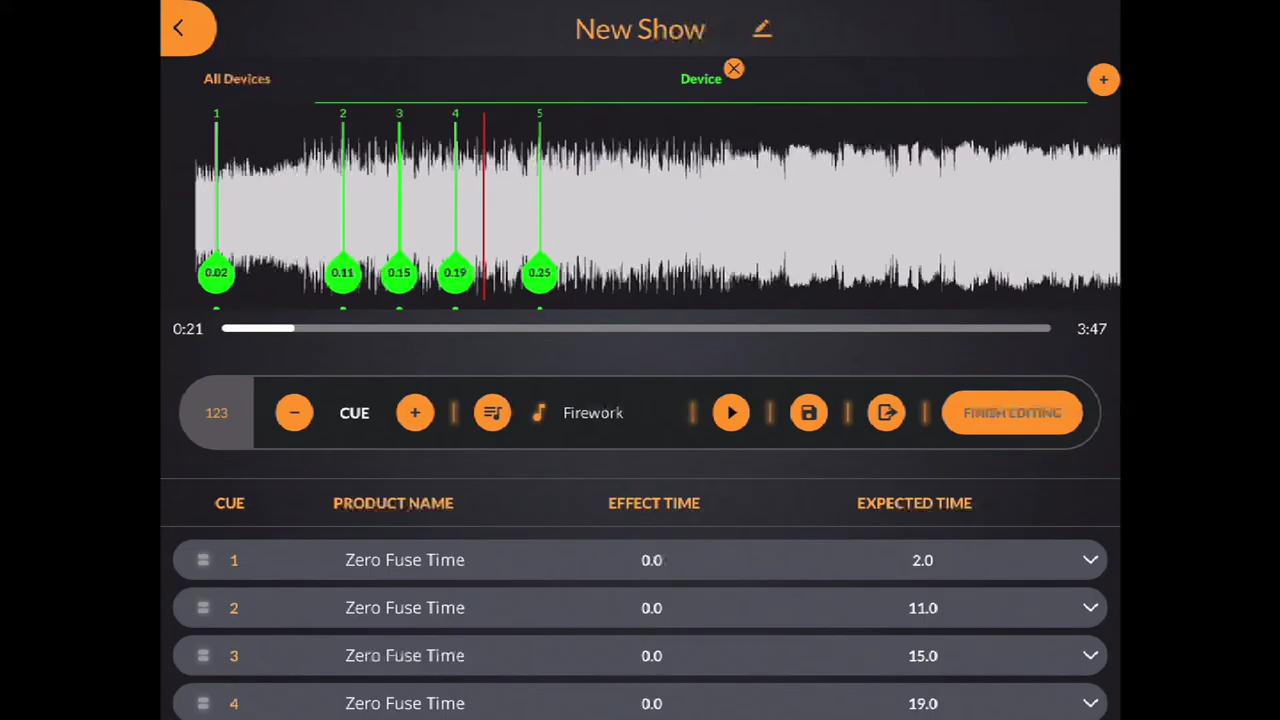 New Show
All Devices
Device
1 2 3 4 5
0.02 0.11 0.15 0.19 0.25
0:21 3:47
123 CUE Firework FINISH EDITING
CUE PRODUCT NAME EFFECT TIME EXPECTED TIME
1 Zero Fuse Time 0.0 2.0
2 Zero Fuse Time 0.0 11.0
3 Zero Fuse Time 0.0 15.0
4 Zero Fuse Time 0.0 19.0